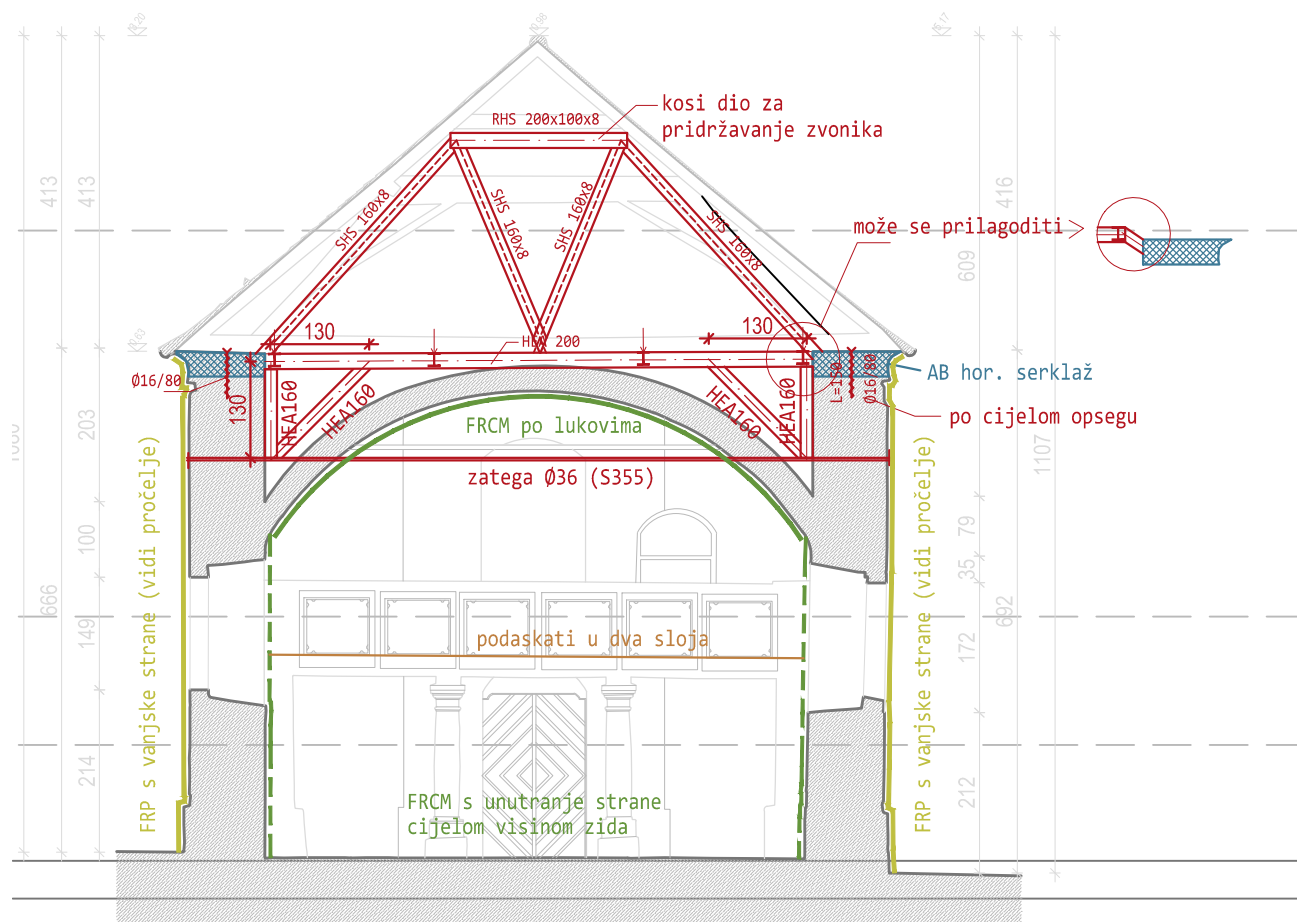 kosi dio za
pridržavanje zvonika
RHS 200x100x8
SHS 160x8
SHS 160x8
SHS 160x8
SHS 160x8
može se prilagoditi
413
413
416
609
130
130
HEA 200
Ø16/80
130
HEA160
HEA160
HEA160
HEA160
L=150
Ø16/80
AB hor. serklaž
po cijelom opsegu
FRCM po lukovima
zatega Ø36 (S355)
203
100
666
149
214
1107
79
35
692
172
212
FRP s vanjske strane (vidi pročelje)
FRP s vanjske strane (vidi pročelje)
podaskati u dva sloja
FRCM s unutranje strane
cijelom visinom zida